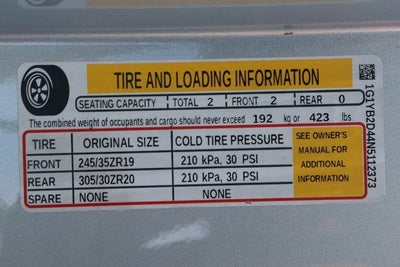 TIRE AND LOADING INFORMATION
SEATING CAPACITY TOTAL 2 FRONT 2 REAR 0
The combined weight of occupants and cargo should never exceed 192 kg or 423 lbs.
TIRE ORIGINAL SIZE COLD TIRE PRESSURE
FRONT 245/35ZR19 210 kPa, 30 PSI
REAR 305/30ZR20 210 kPa, 30 PSI
SPARE NONE NONE
SEE OWNER'S
MANUAL FOR
ADDITIONAL
INFORMATION
1G1YB2D44N5112373